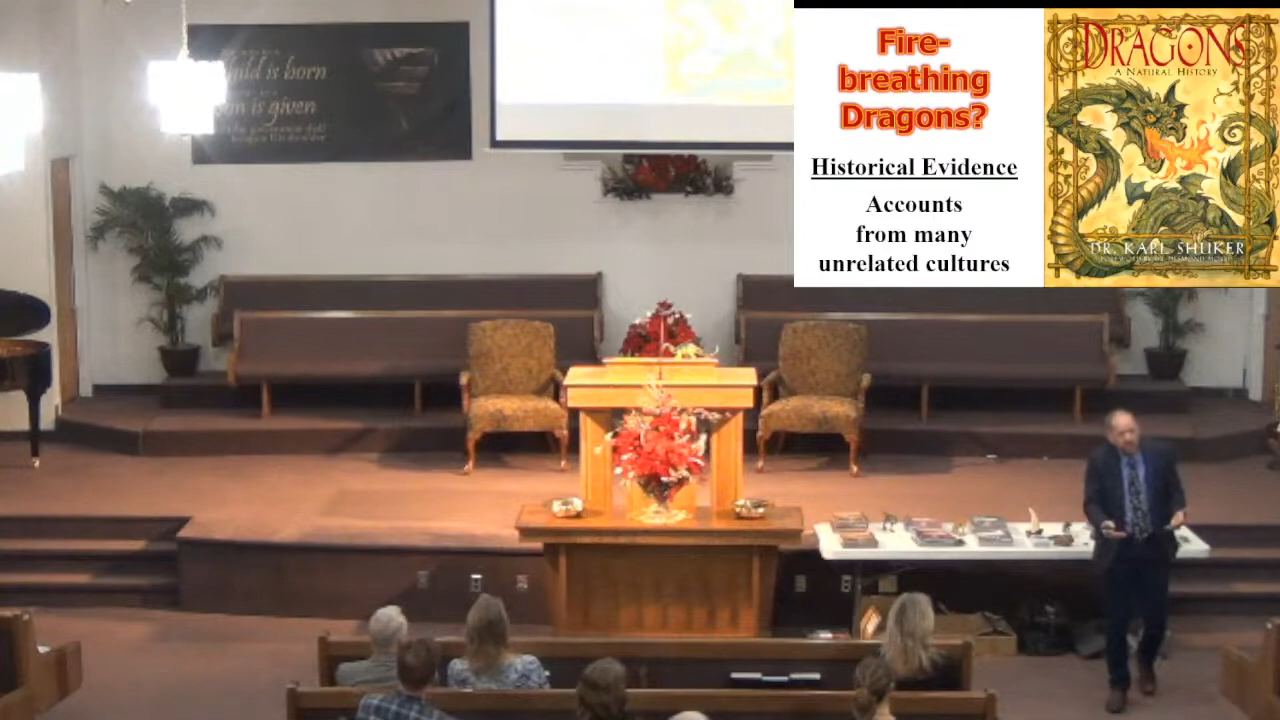 Child is born
Son is given
Fire-
breathing
Dragons?
Historical Evidence
Accounts
from many
unrelated cultures
DRAGONS
A NATURAL HISTORY
DR. KARL SHUKER